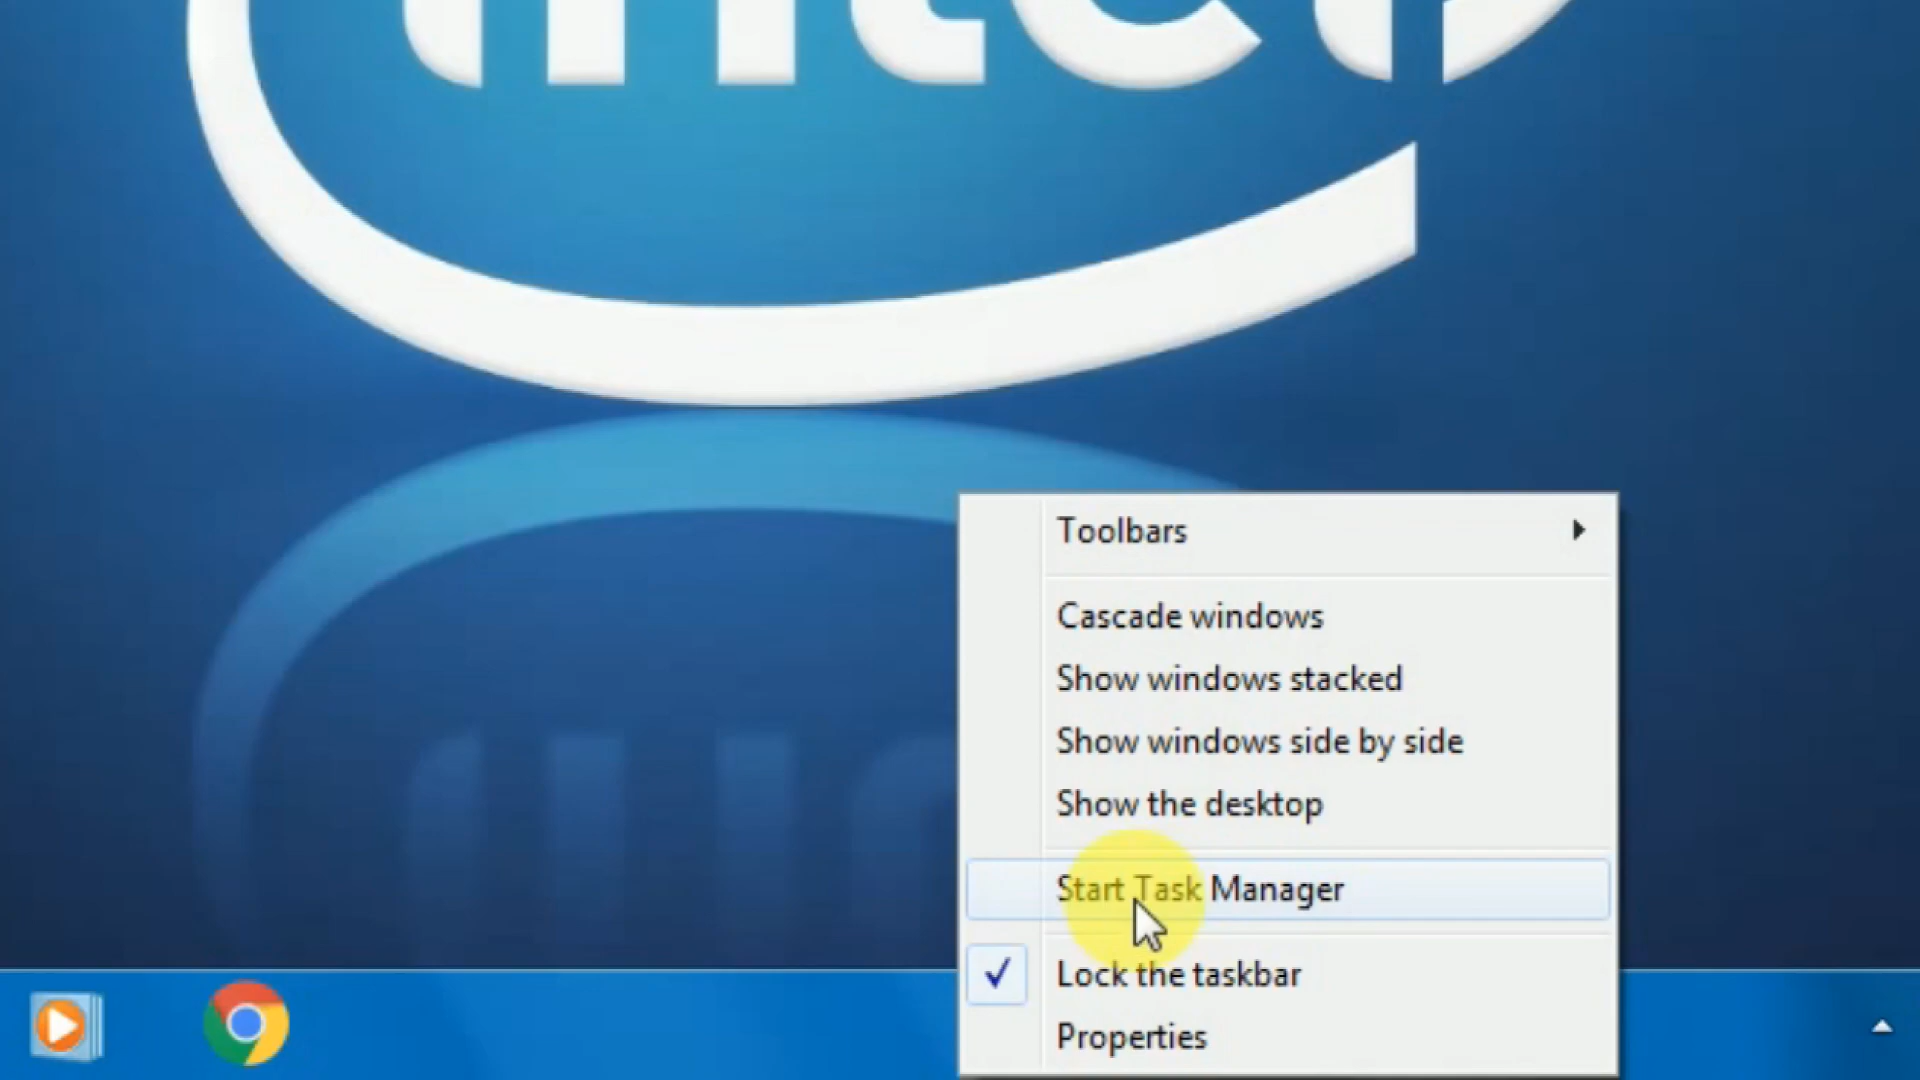 intel
Toolbars
Cascade windows
Show windows stacked
Show windows side by side
Show the desktop
Start Task Manager
Lock the taskbar
Properties